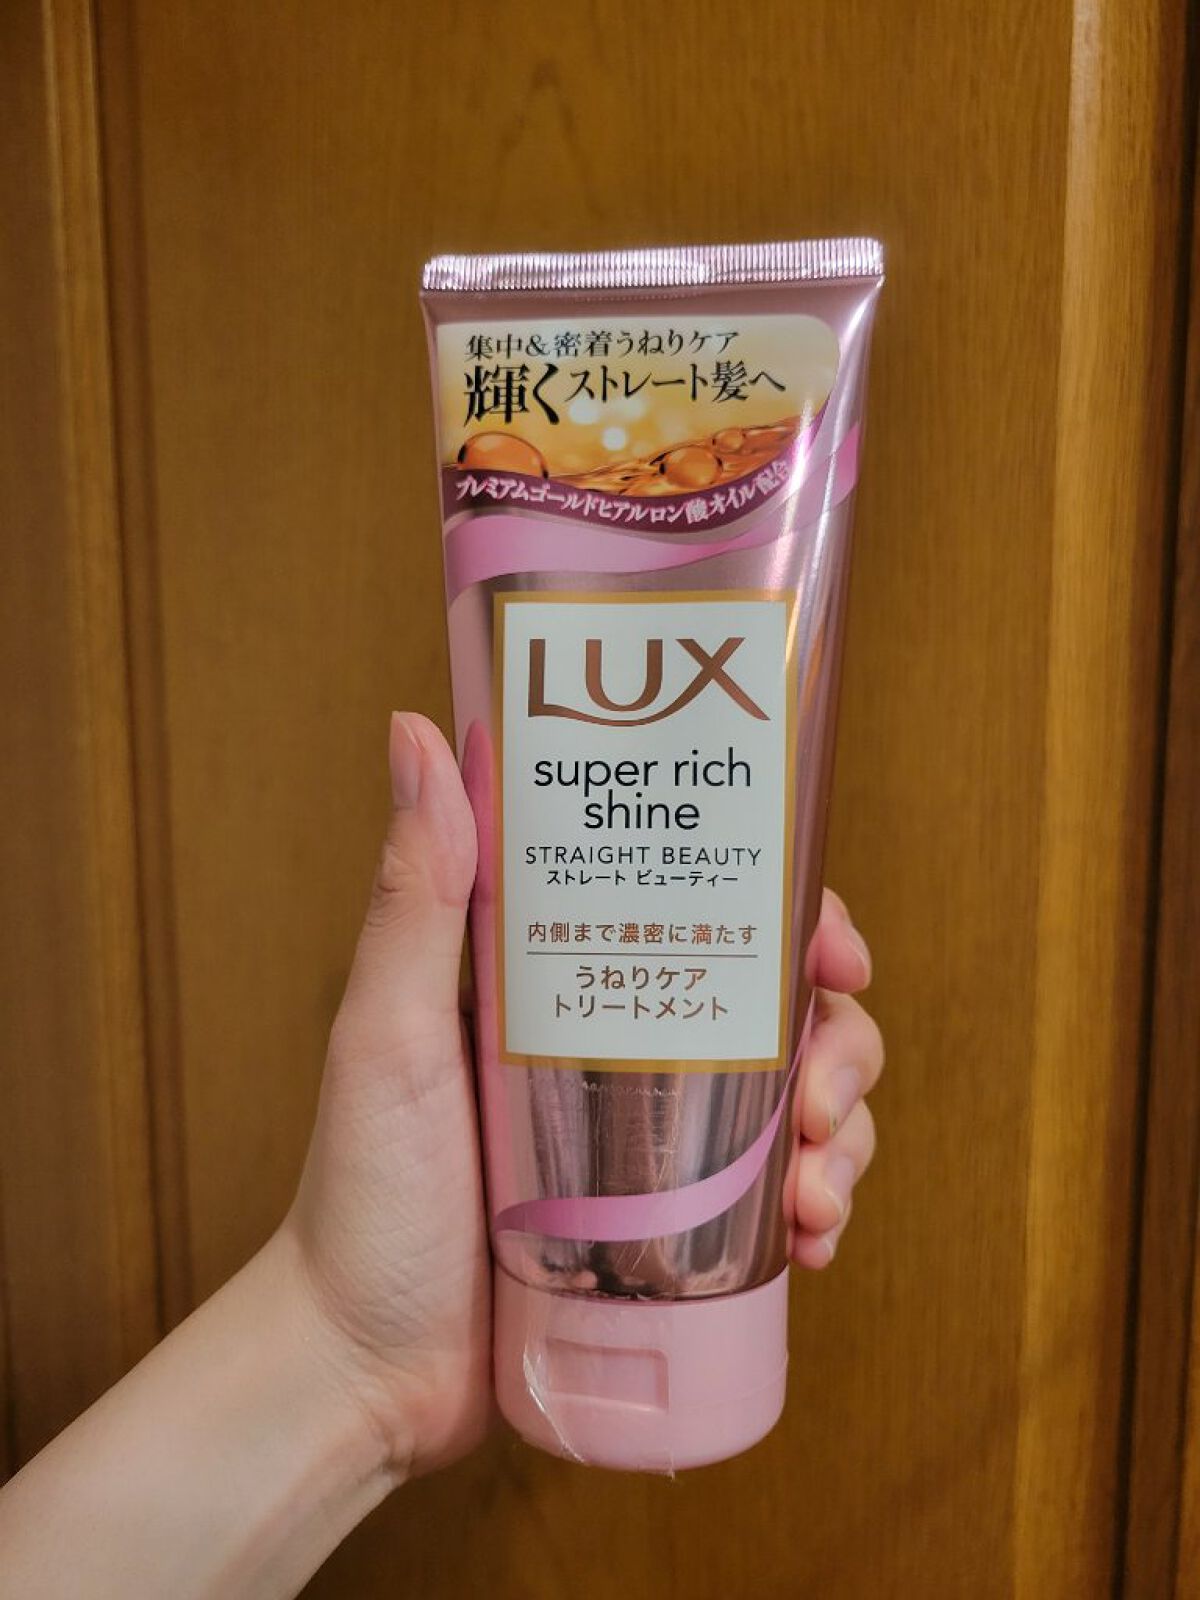 集中&密着うねりケア
輝くストレート髪へ
プレミアムゴールドヒアルロン酸オイル配合
LUX
super rich
shine
STRAIGHT BEAUTY
ストレート ビューティー
内側まで濃密に満たす
うねりケア
トリートメント